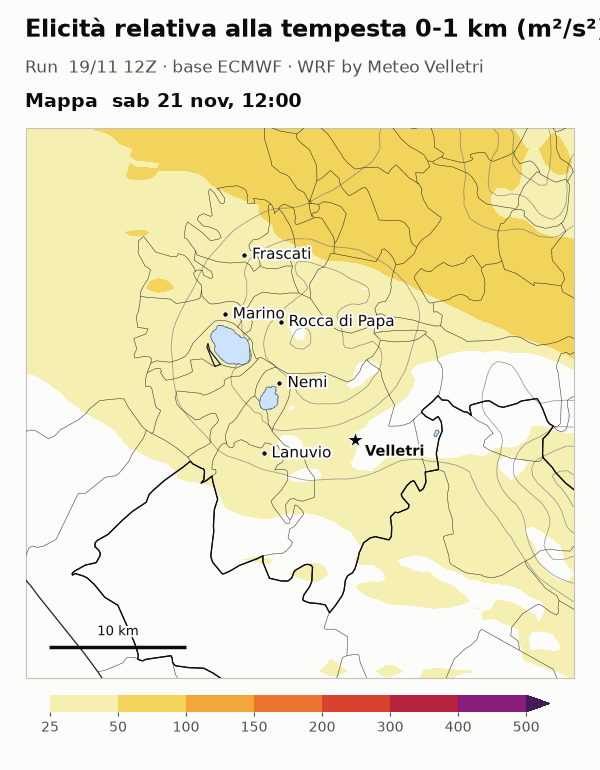 Elicità relativa alla tempesta 0-1 km (m²/s²)
Run 19/11 12Z · base ECMWF · WRF by Meteo Velletri
Mappa sab 21 nov, 12:00
Frascati
Marino
Rocca di Papa
Nemi
Velletri
Lanuvio
10 km
25 50 100 150 200 300 400 500